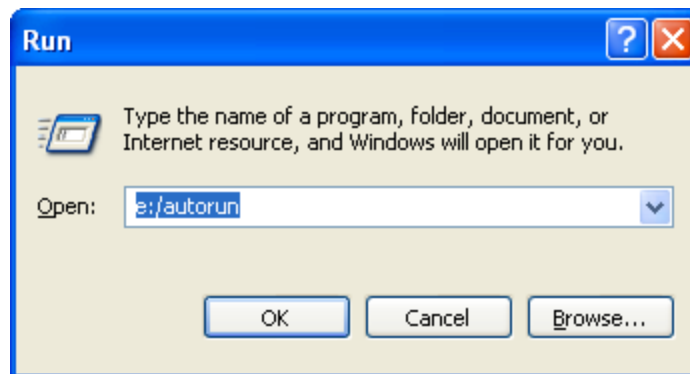 Run
Type the name of a program, folder, document, or
Internet resource, and Windows will open it for you.
Open: e:/autorun
OK Cancel Browse...